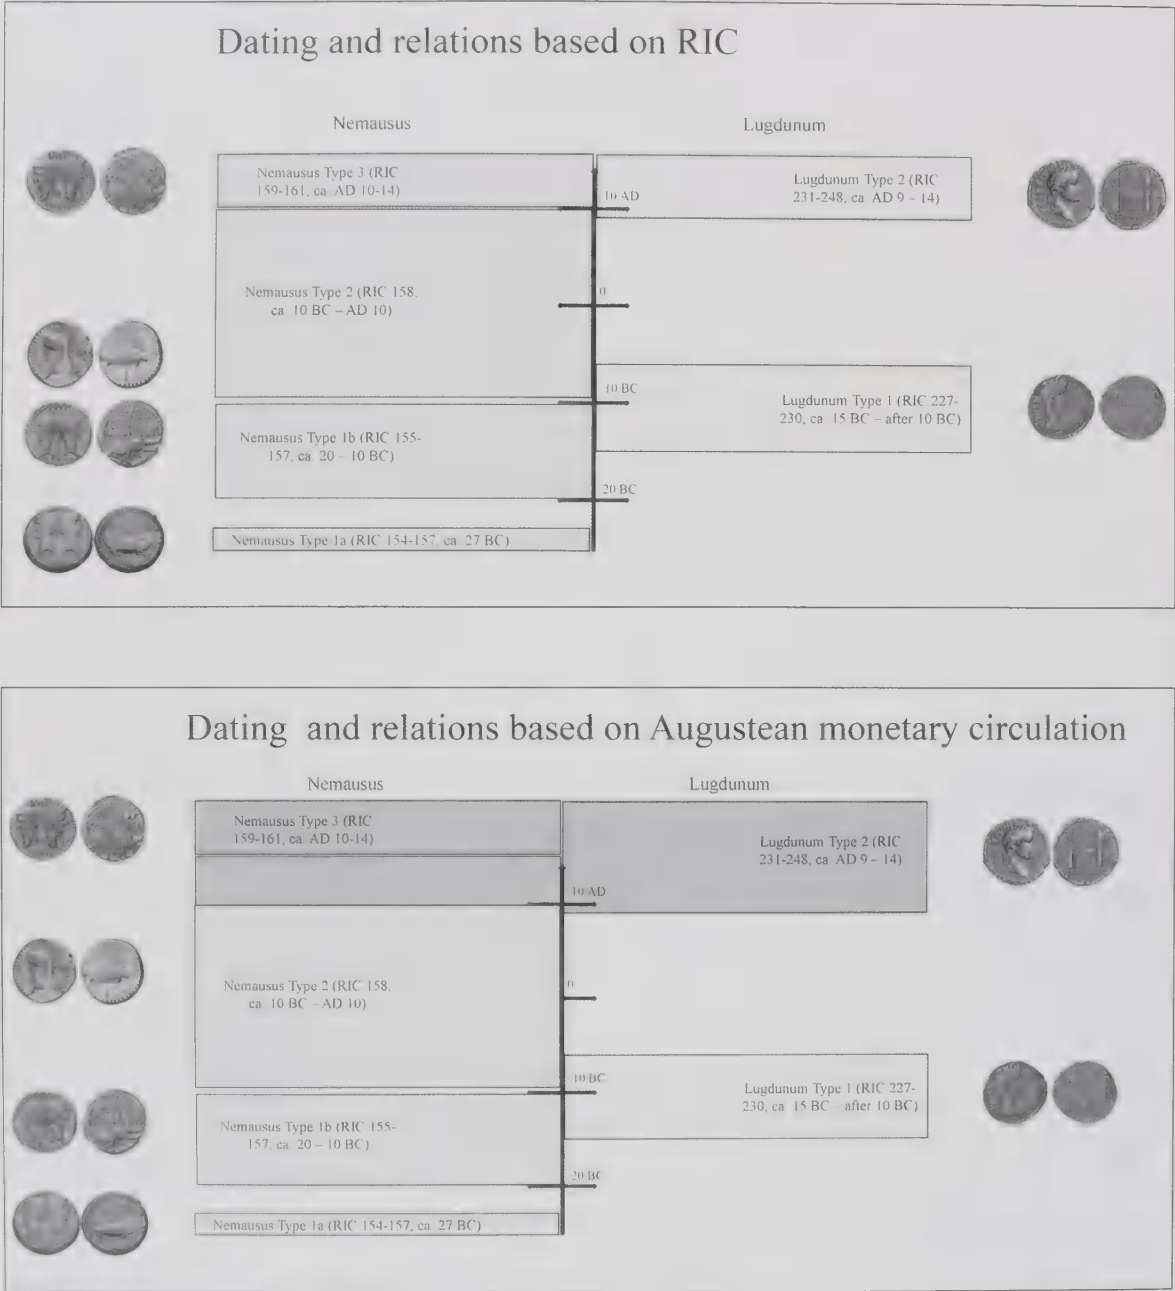 Dating and relations based on RIC
Nemausus
Lugdunum
Nemausus Type 3 (RIC
159-161, ca. AD 10-14)
Lugdunum Type 2 (RIC
231-248, ca. AD 9 – 14)
10 AD
Nemausus Type 2 (RIC 158,
ca. 10 BC – AD 10)
0
10 BC
Lugdunum Type 1 (RIC 227-
230, ca. 15 BC – after 10 BC)
Nemausus Type 1b (RIC 155-
157, ca. 20 – 10 BC)
20 BC
Nemausus Type 1a (RIC 154-157, ca. 27 BC)
Dating and relations based on Augustean monetary circulation
Nemausus
Lugdunum
Nemausus Type 3 (RIC
159-161, ca. AD 10-14)
Lugdunum Type 2 (RIC
231-248, ca. AD 9 – 14)
10 AD
Nemausus Type 2 (RIC 158,
ca. 10 BC – AD 10)
0
10 BC
Lugdunum Type 1 (RIC 227-
230, ca. 15 BC – after 10 BC)
Nemausus Type 1b (RIC 155-
157, ca. 20 – 10 BC)
20 BC
Nemausus Type 1a (RIC 154-157, ca. 27 BC)